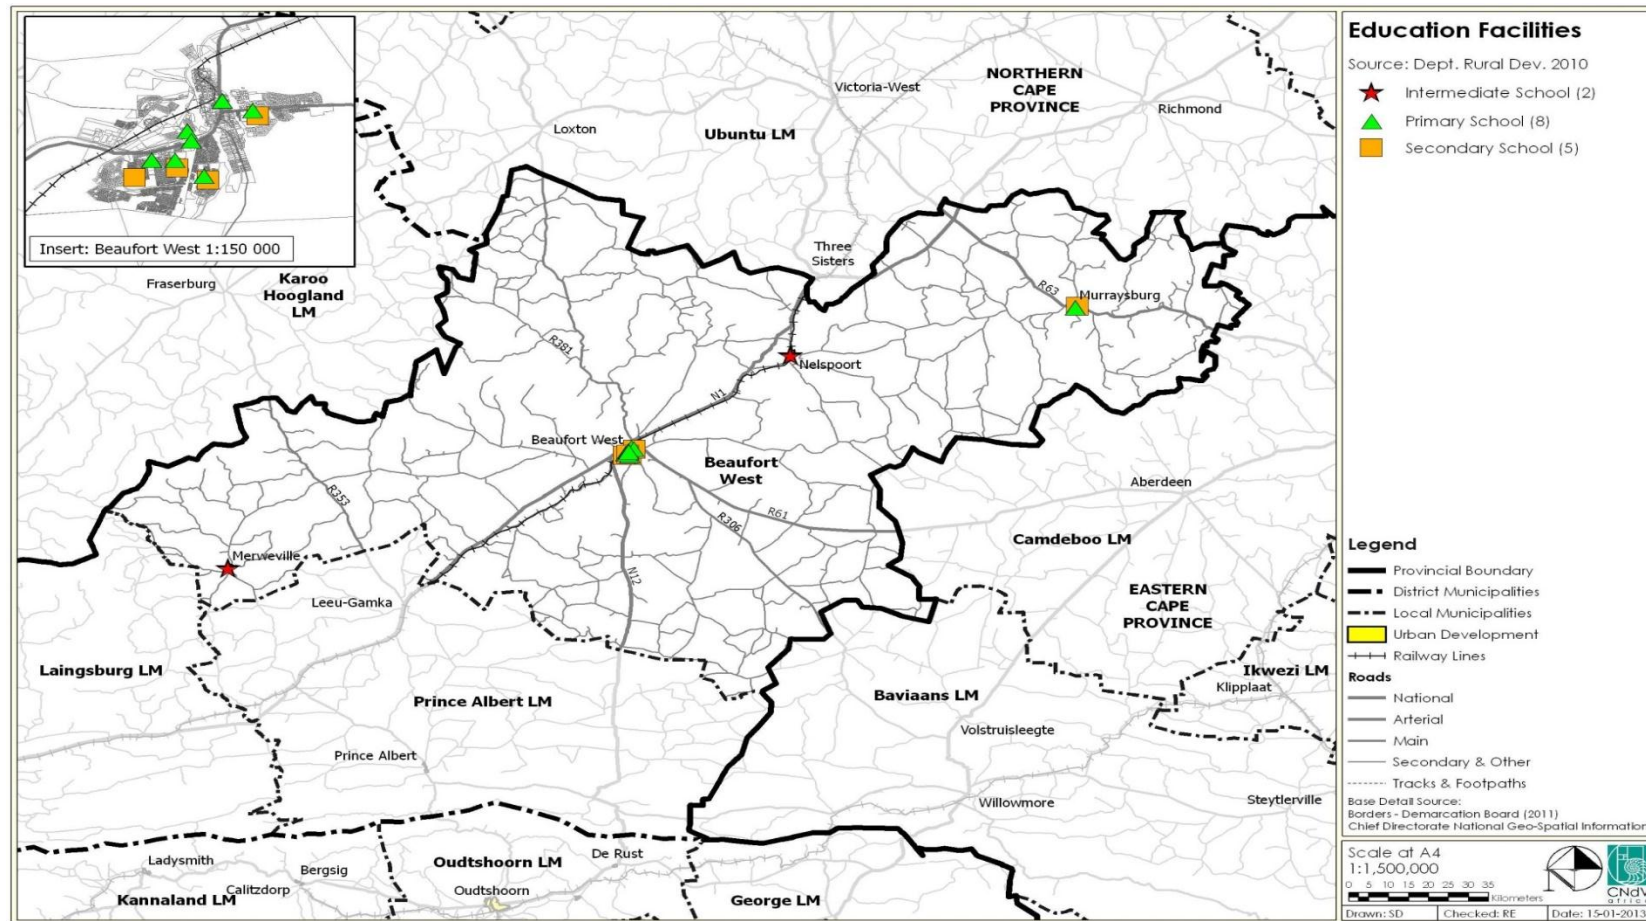 Insert: Beaufort West 1:150 000
NORTHERN
CAPE
PROVINCE
Victoria-West
Richmond
Loxton
Ubuntu LM
Three
Sisters
Fraserburg
Karoo
Hoogland
LM
R63
Murraysburg
R381
Nelspoort
N1
Beaufort West
Beaufort
West
Aberdeen
R353
R306
R61
Camdeboo LM
Merweville
N12
Leeu-Gamka
EASTERN
CAPE
PROVINCE
Laingsburg LM
Prince Albert LM
Baviaans LM
Ikwezi LM
Klipplaat
Volstruisleegte
Prince Albert
Willowmore
Steytlerville
Ladysmith
Bergsig
Oudtshoorn LM
De Rust
Calitzdorp
Oudtshoorn
Kannaland LM
George LM
Education Facilities
Source: Dept. Rural Dev. 2010
Intermediate School (2)
Primary School (8)
Secondary School (5)
Legend
Provincial Boundary
District Municipalities
Local Municipalities
Urban Development
Railway Lines
Roads
National
Arterial
Main
Secondary & Other
Tracks & Footpaths
Base Detail Source:
Borders - Demarcation Board (2011)
Chief Directorate National Geo-Spatial Information
Scale at A4
1:1,500,000
0 5 10 15 20 25 30 35
Kilometers
CNdV
africa
Drawn: SD
Checked: RE
Date: 15-01-2013